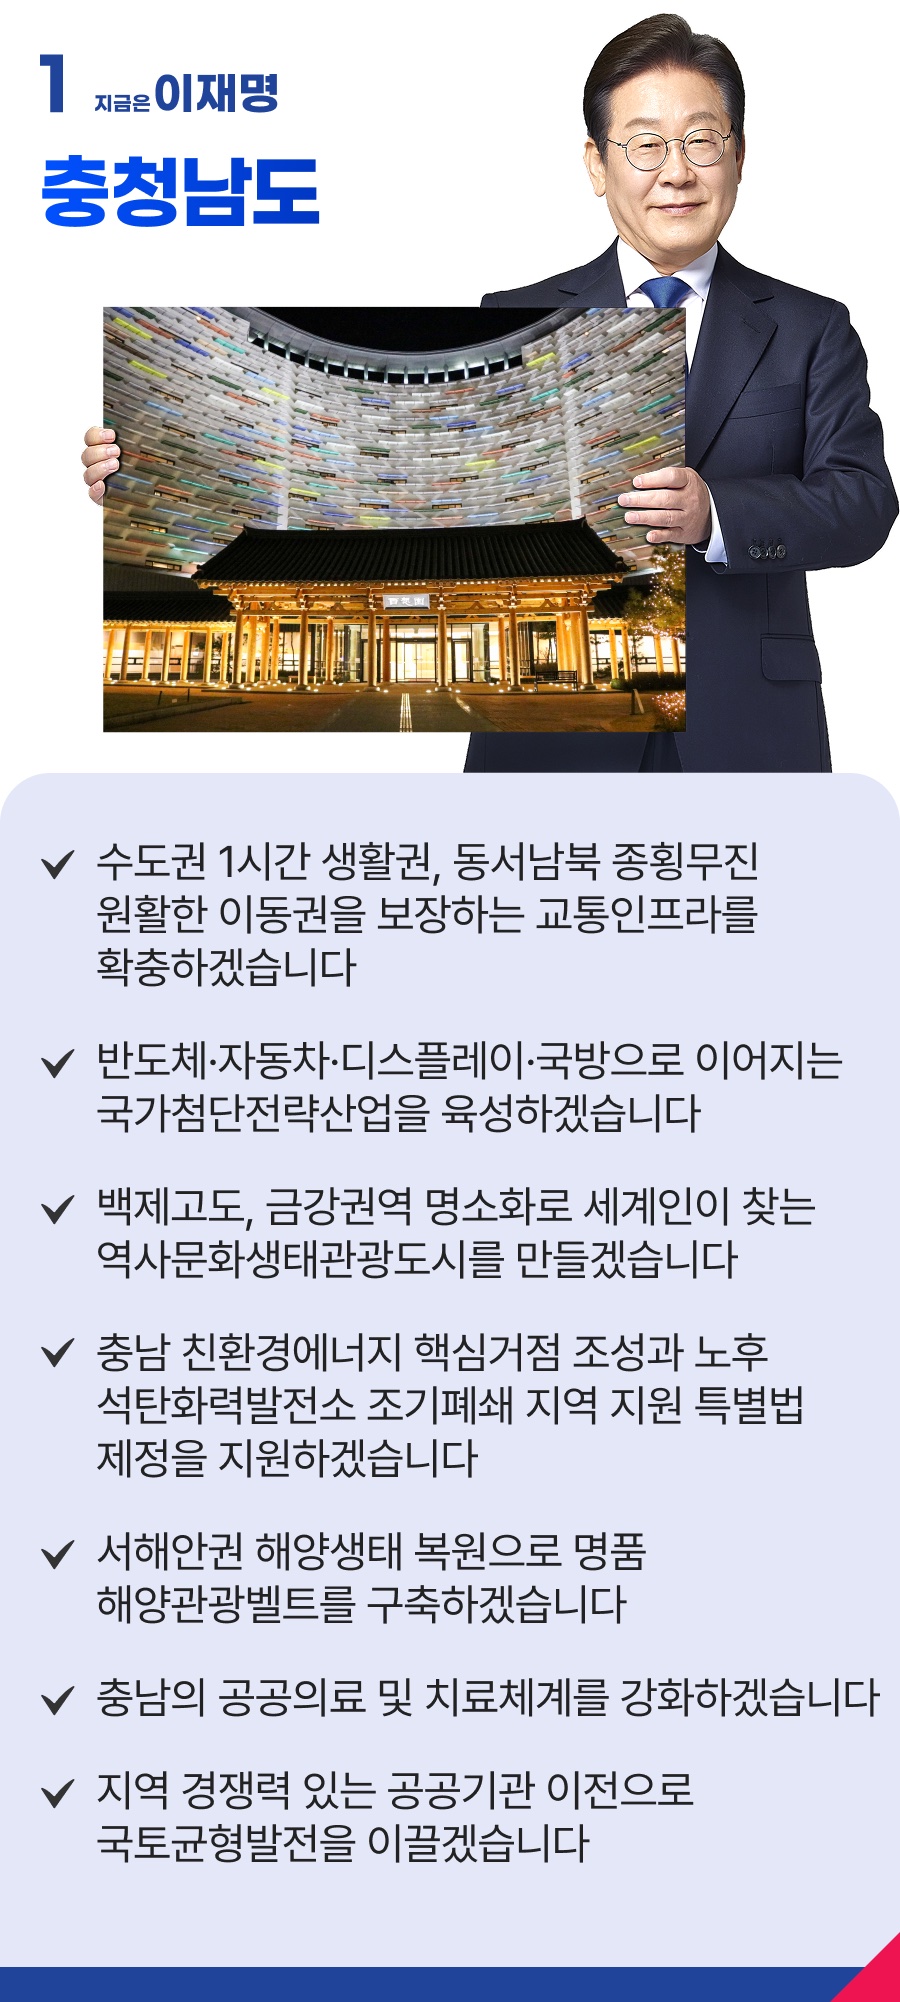 1 지금은 이재명
충청남도
수도권 1시간 생활권, 동서남북 종횡무진
원활한 이동권을 보장하는 교통인프라를
확충하겠습니다
반도체·자동차·디스플레이·국방으로 이어지는
국가첨단전략산업을 육성하겠습니다
백제고도, 금강권역 명소화로 세계인이 찾는
역사문화생태관광도시를 만들겠습니다
충남 친환경에너지 핵심거점 조성과 노후
석탄화력발전소 조기폐쇄 지역 지원 특별법
제정을 지원하겠습니다
서해안권 해양생태 복원으로 명품
해양관광벨트를 구축하겠습니다
충남의 공공의료 및 치료체계를 강화하겠습니다
지역 경쟁력 있는 공공기관 이전으로
국토균형발전을 이끌겠습니다